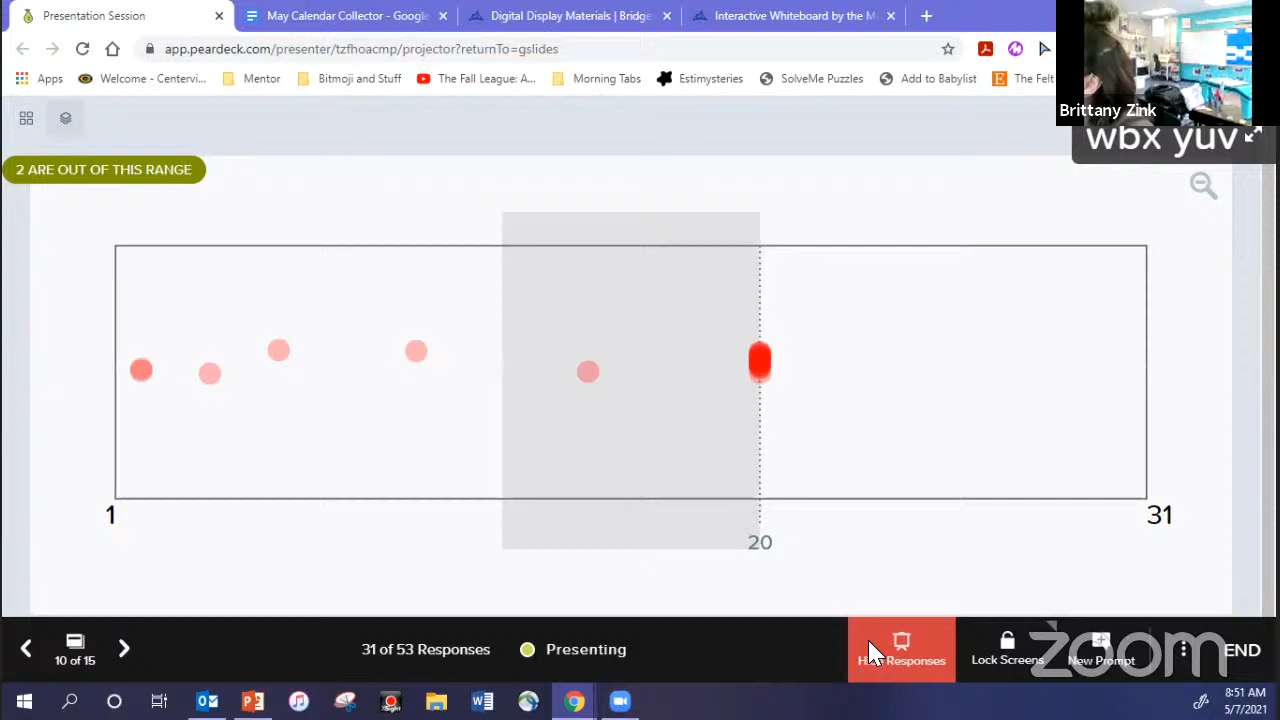 Presentation Session
May Calendar Collector - Google
Digital Display Materials | Bridge
Interactive Whiteboard by the M
app.peardeck.com/presenter/tzfhoacmp/projector?returnTo=gslides
Apps
Welcome - Centervi...
Mentor
Bitmoji and Stuff
The Fall League: A...
Morning Tabs
Estimysteries
SolveMe Puzzles
Add to Babylist
The Felt
Brittany Zink
wbx yuv
2 ARE OUT OF THIS RANGE
1
31
20
10 of 15
31 of 53 Responses
Presenting
Responses
Lock Screens
New Prompt
END
zoom
8:51 AM
5/7/2021